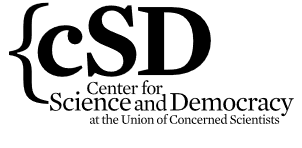 {cSD
Center for
Science and Democracy
at the Union of Concerned Scientists